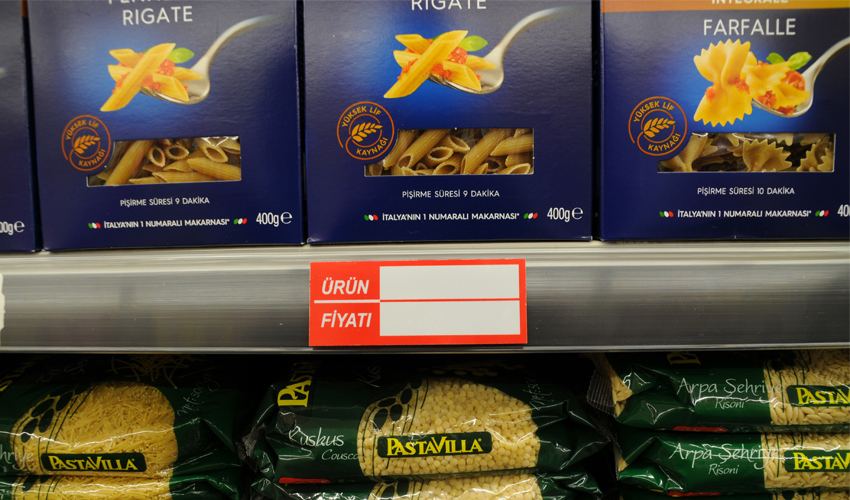 RIGATE
YÜKSEK LİF
KAYNAĞI
PİŞİRME SÜRESİ 9 DAKİKA
İTALYA'NIN 1 NUMARALI MAKARNASI*
400g e
RIGATE
YÜKSEK LİF
KAYNAĞI
PİŞİRME SÜRESİ 9 DAKİKA
İTALYA'NIN 1 NUMARALI MAKARNASI*
400g e
INTEGRALE
FARFALLE
YÜKSEK LİF
KAYNAĞI
PİŞİRME SÜRESİ 10 DAKİKA
İTALYA'NIN 1 NUMARALI MAKARNASI*
ÜRÜN
FİYATI
PASTAVILLA
Kuskus
Couscous
PASTAVILLA
Arpa Şehriye
Risoni
PASTAVILLA
Arpa Şehriye
Risoni